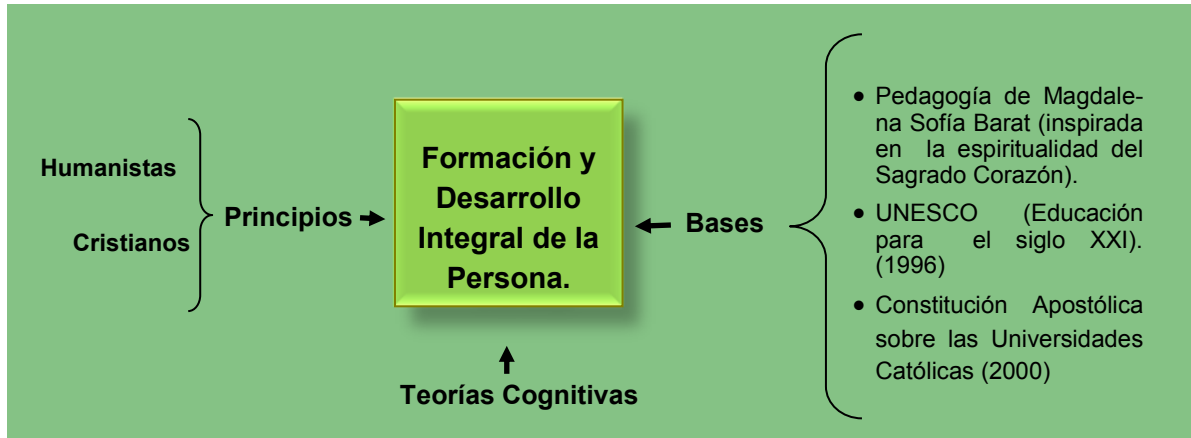 Humanistas
Cristianos
Principios
Formación y
Desarrollo
Integral de la
Persona.
Teorías Cognitivas
Bases
• Pedagogía de Magdale-
na Sofía Barat (inspirada
en la espiritualidad del
Sagrado Corazón).
• UNESCO (Educación
para el siglo XXI).
(1996)
• Constitución Apostólica
sobre las Universidades
Católicas (2000)